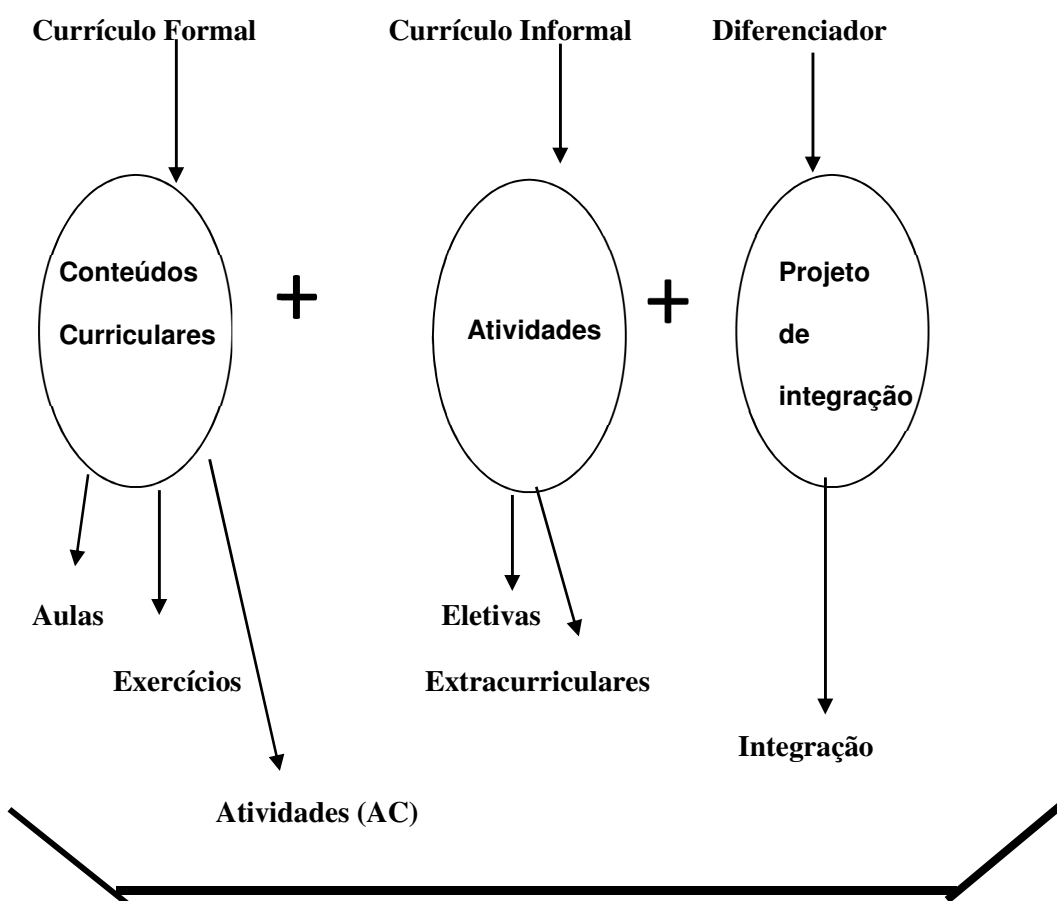 Currículo Formal
Currículo Informal
Diferenciador
Conteúdos
Curriculares
+
Atividades
+
Projeto
de
integração
Aulas
Exercícios
Atividades (AC)
Eletivas
Extracurriculares
Integração